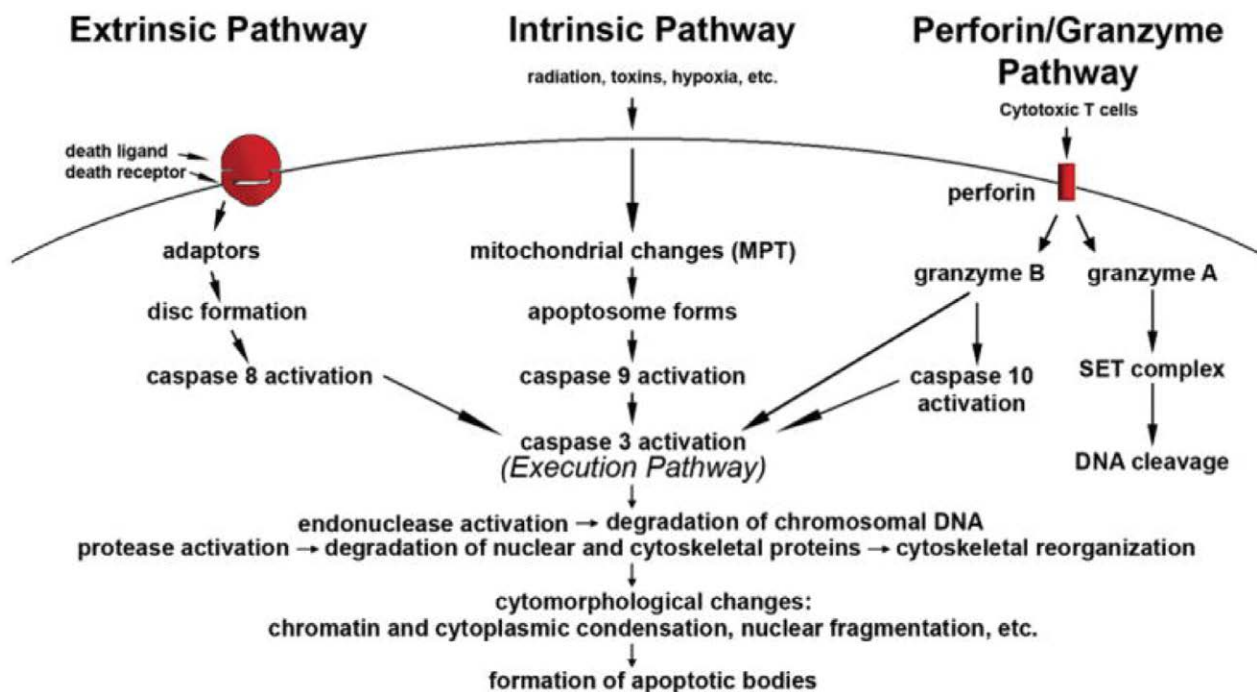 Extrinsic Pathway
Intrinsic Pathway
Perforin/Granzyme
Pathway
radiation, toxins, hypoxia, etc.
Cytotoxic T cells
death ligand
death receptor
perforin
adaptors
mitochondrial changes (MPT)
granzyme B
granzyme A
disc formation
apoptosome forms
caspase 8 activation
caspase 9 activation
caspase 10
activation
SET complex
caspase 3 activation
(Execution Pathway)
DNA cleavage
endonuclease activation → degradation of chromosomal DNA
protease activation → degradation of nuclear and cytoskeletal proteins → cytoskeletal reorganization
cytomorphological changes:
chromatin and cytoplasmic condensation, nuclear fragmentation, etc.
formation of apoptotic bodies